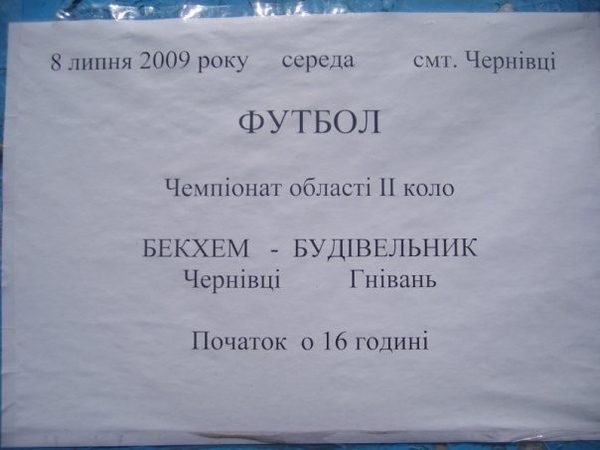 8 липня 2009 року середа смт. Чернівці
ФУТБОЛ
Чемпіонат області ІІ коло
БЕКХЕМ - БУДІВЕЛЬНИК
Чернівці Гнівань
Початок о 16 годині